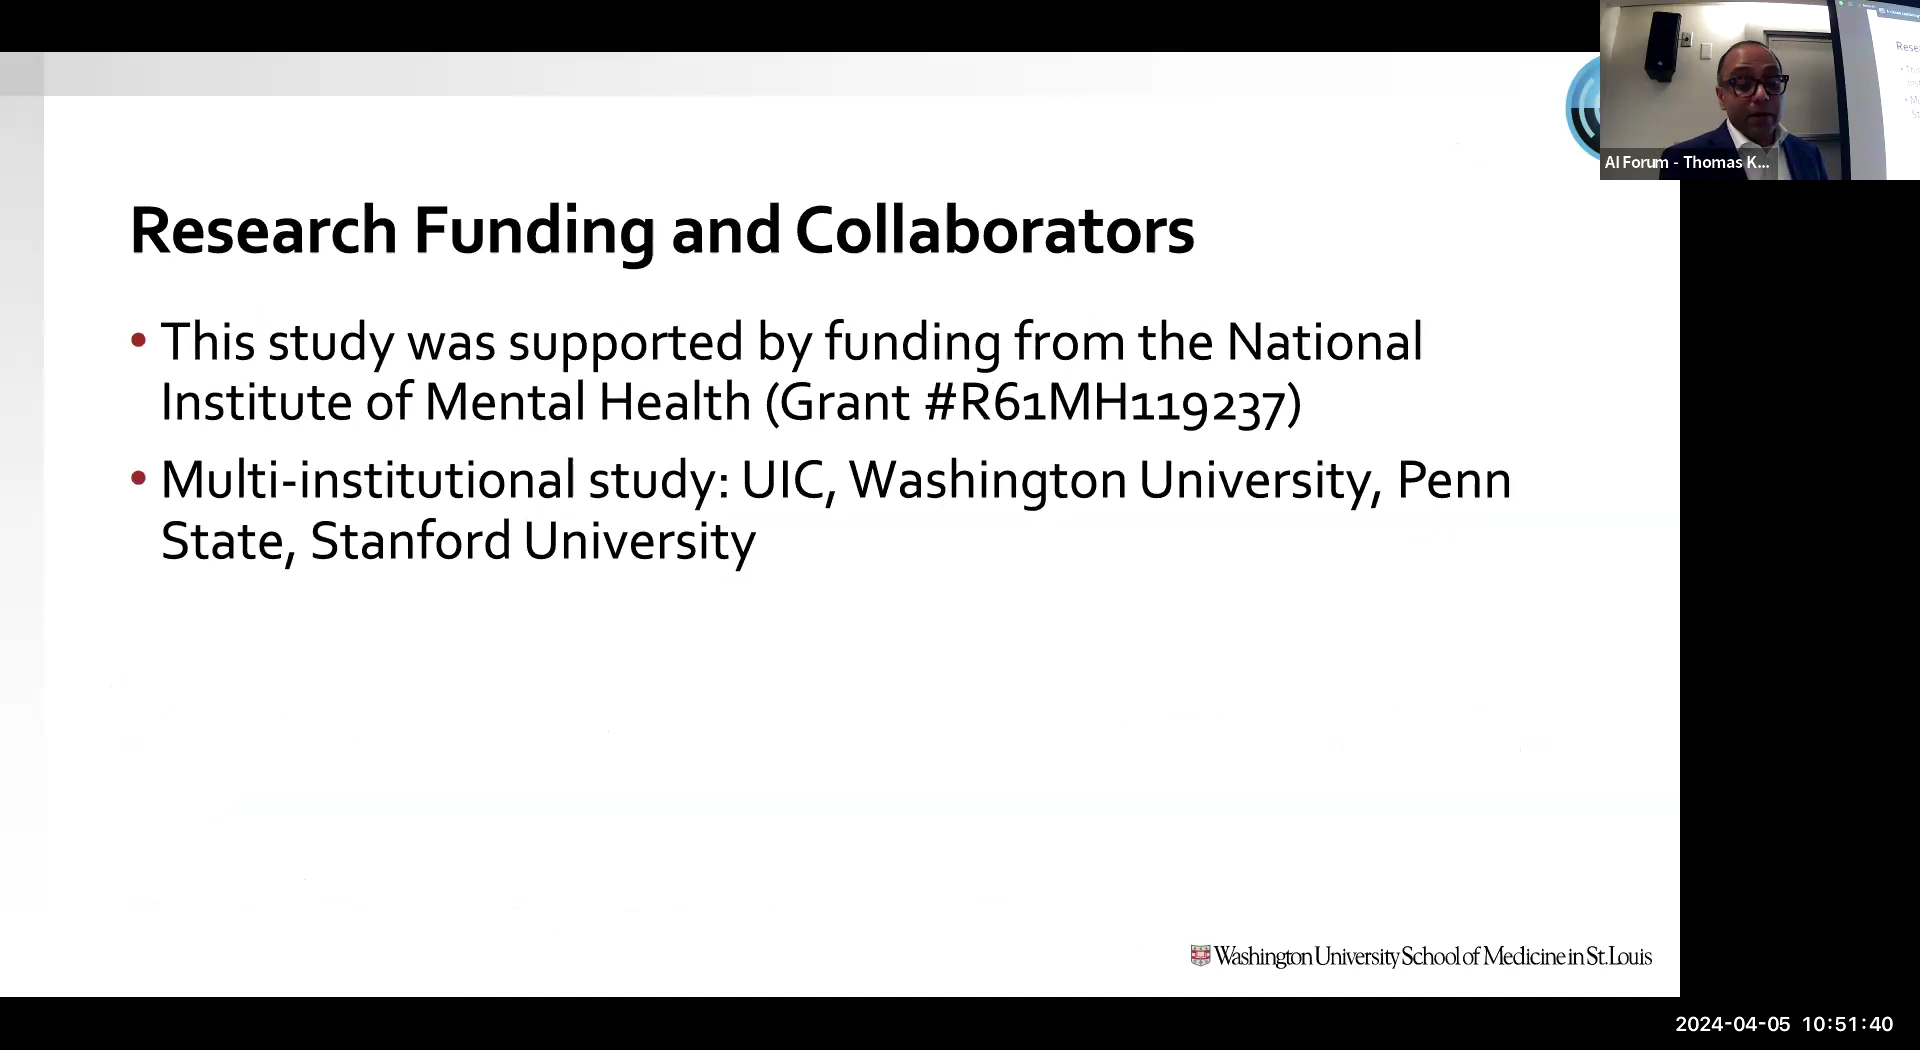 Research Funding and Collaborators
• This study was supported by funding from the National
Institute of Mental Health (Grant #R61MH119237)
• Multi-institutional study: UIC, Washington University, Penn
State, Stanford University
Washington University School of Medicine in St. Louis
AI Forum - Thomas K...
2024-04-05 10:51:40